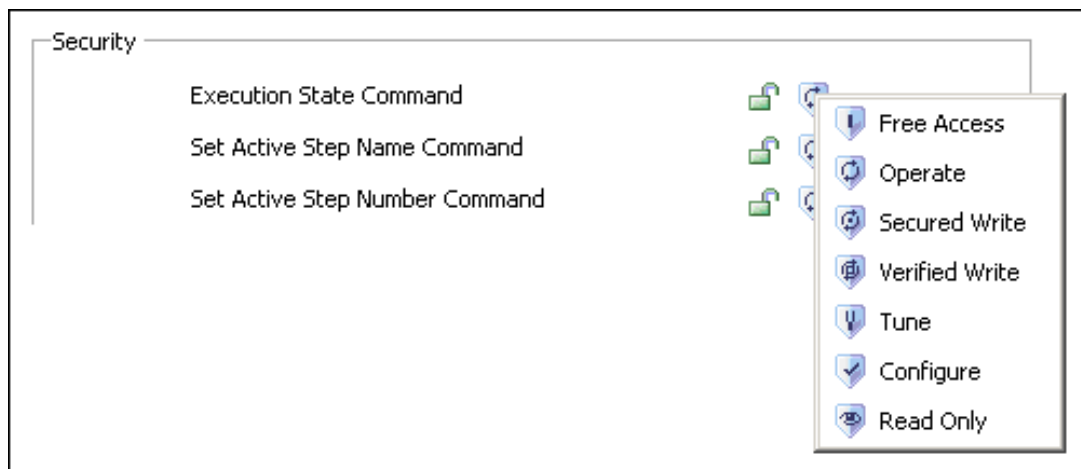 Security
Execution State Command
Set Active Step Name Command
Set Active Step Number Command
Free Access
Operate
Secured Write
Verified Write
Tune
Configure
Read Only